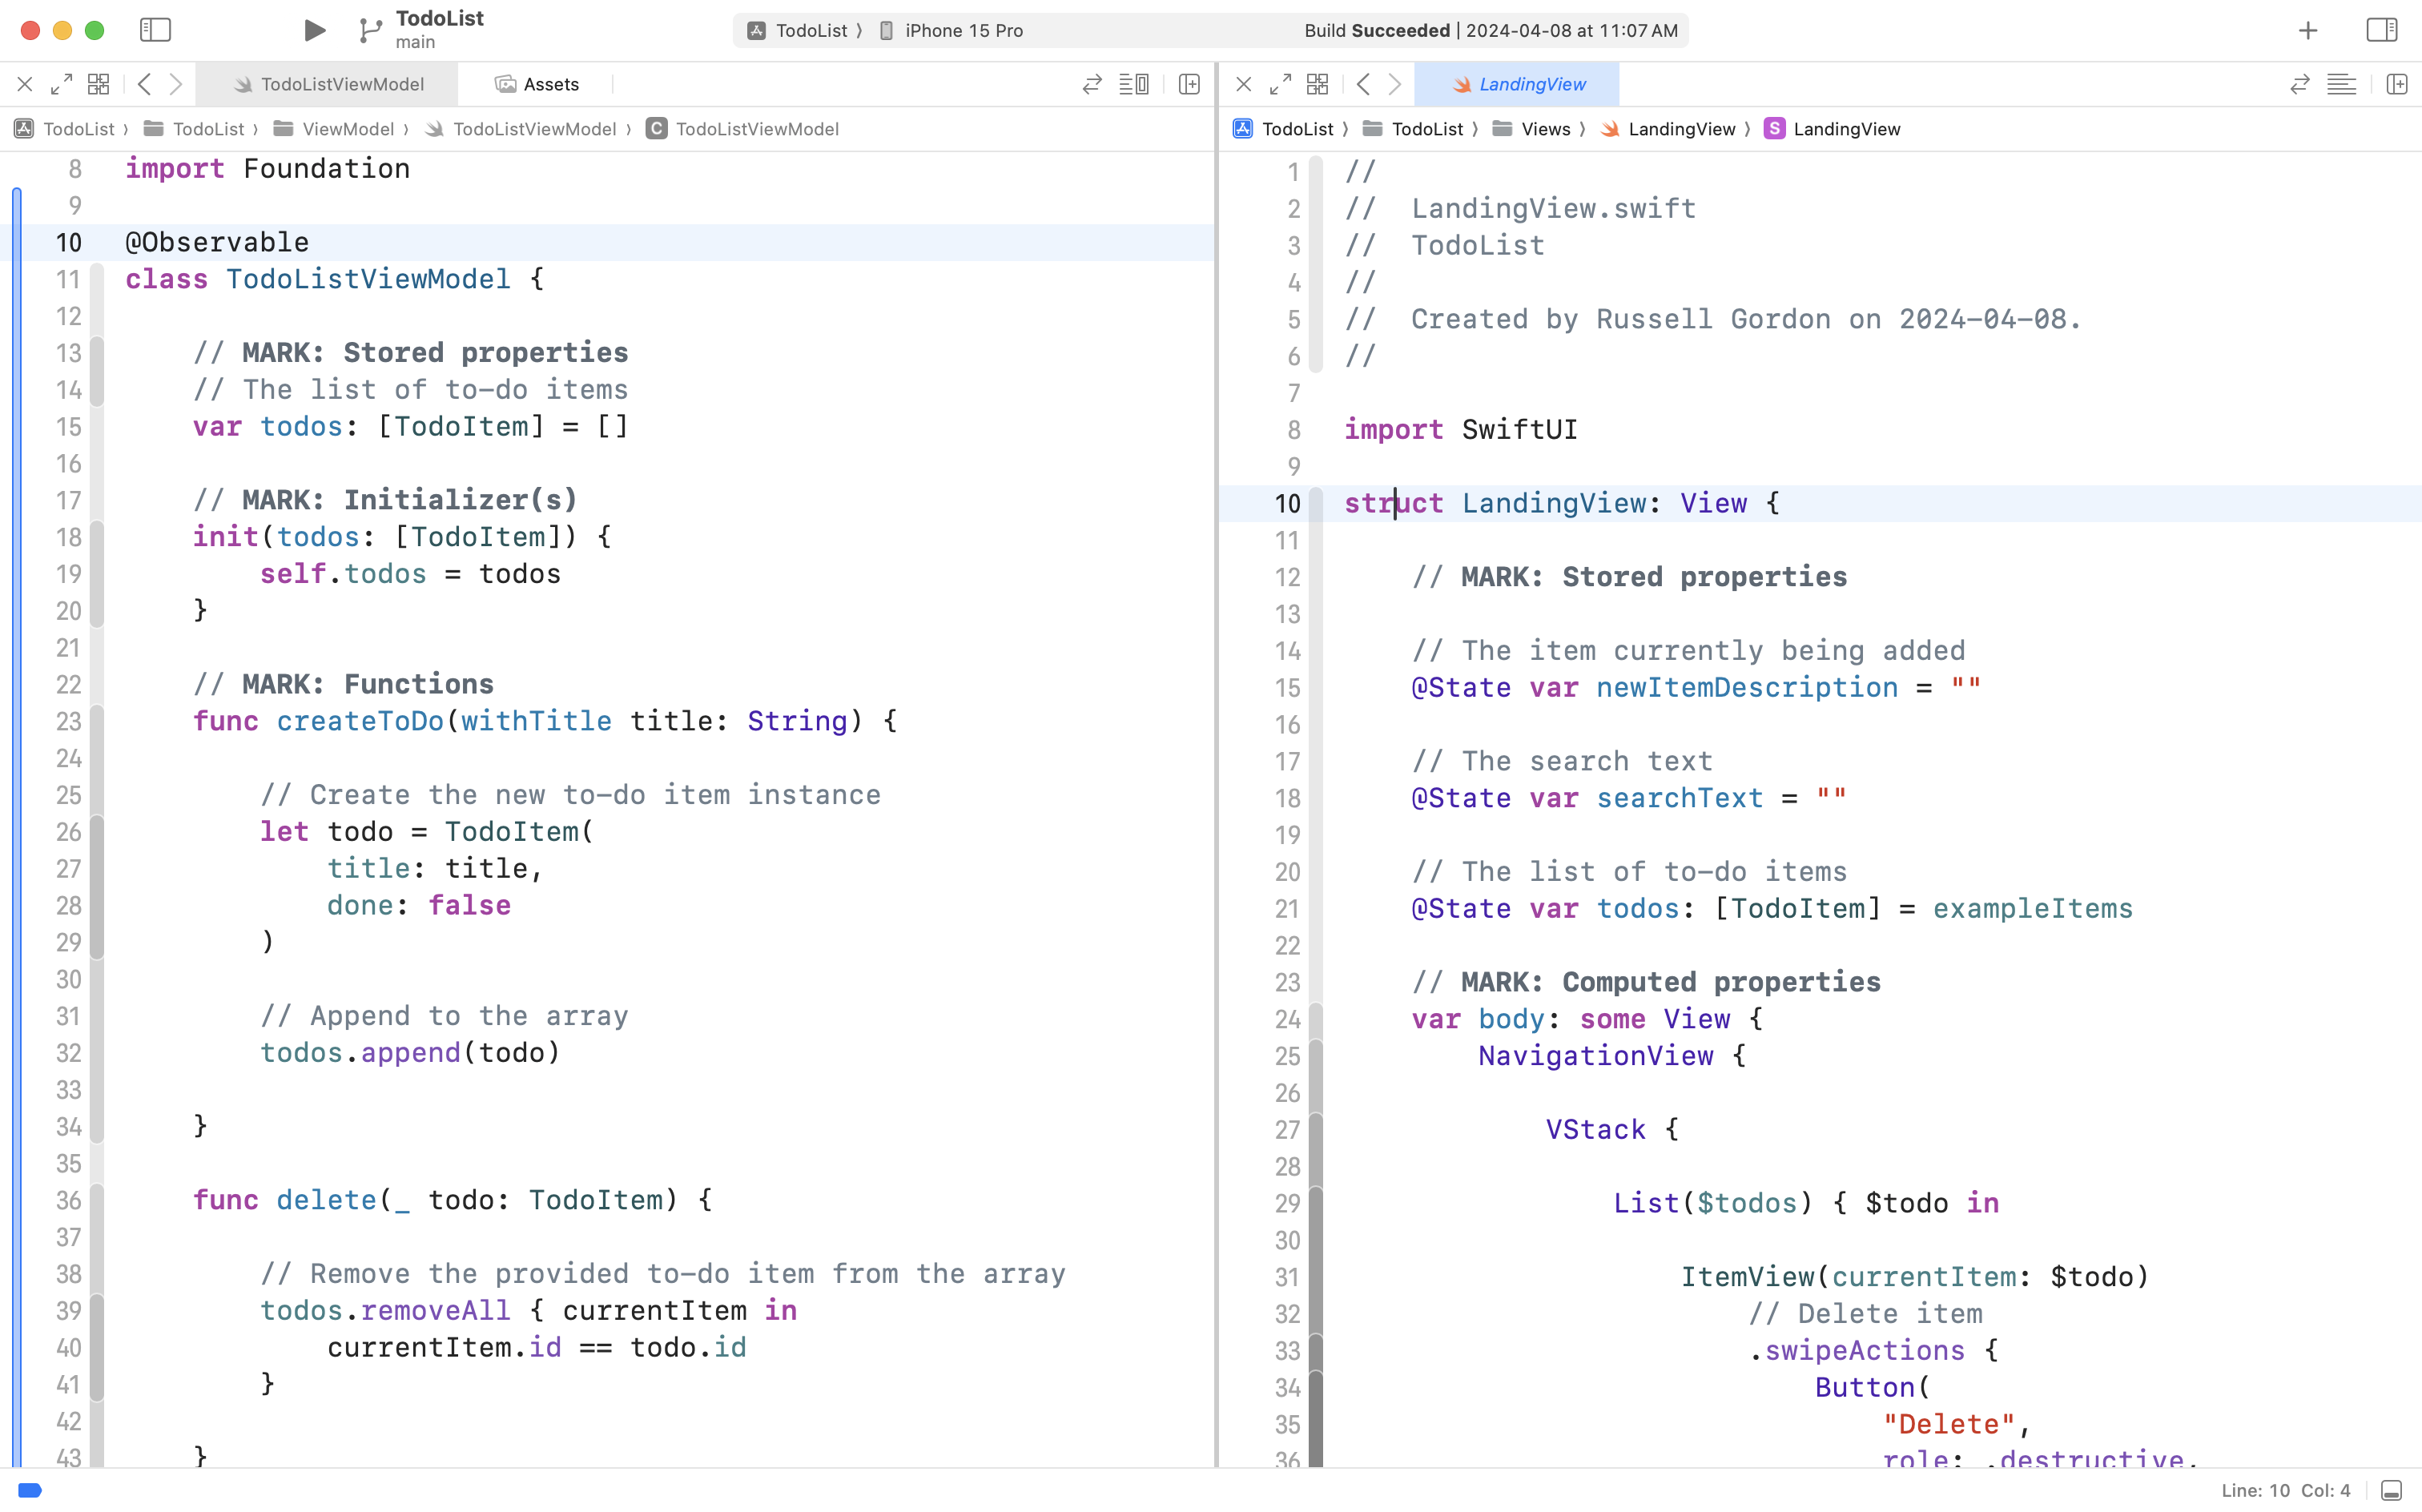 TodoList
main
TodoList 〉 iPhone 15 Pro
Build Succeeded | 2024-04-08 at 11:07 AM
TodoListViewModel
Assets
TodoList 〉 TodoList 〉 ViewModel 〉 TodoListViewModel 〉 C TodoListViewModel
8 import Foundation
9
10 @Observable
11 class TodoListViewModel {
12
13 // MARK: Stored properties
14 // The list of to-do items
15 var todos: [TodoItem] = []
16
17 // MARK: Initializer(s)
18 init(todos: [TodoItem]) {
19 self.todos = todos
20 }
21
22 // MARK: Functions
23 func createToDo(withTitle title: String) {
24
25 // Create the new to-do item instance
26 let todo = TodoItem(
27 title: title,
28 done: false
29 )
30
31 // Append to the array
32 todos.append(todo)
33
34 }
35
36 func delete(_ todo: TodoItem) {
37
38 // Remove the provided to-do item from the array
39 todos.removeAll { currentItem in
40 currentItem.id == todo.id
41 }
42
43 }
LandingView
TodoList 〉 TodoList 〉 Views 〉 LandingView 〉 S LandingView
1 //
2 // LandingView.swift
3 // TodoList
4 //
5 // Created by Russell Gordon on 2024-04-08.
6 //
7
8 import SwiftUI
9
10 struct LandingView: View {
11
12 // MARK: Stored properties
13
14 // The item currently being added
15 @State var newItemDescription = ""
16
17 // The search text
18 @State var searchText = ""
19
20 // The list of to-do items
21 @State var todos: [TodoItem] = exampleItems
22
23 // MARK: Computed properties
24 var body: some View {
25 NavigationView {
26
27 VStack {
28
29 List($todos) { $todo in
30
31 ItemView(currentItem: $todo)
32 // Delete item
33 .swipeActions {
34 Button(
35 "Delete",
36 role: .destructive,
Line: 10 Col: 4